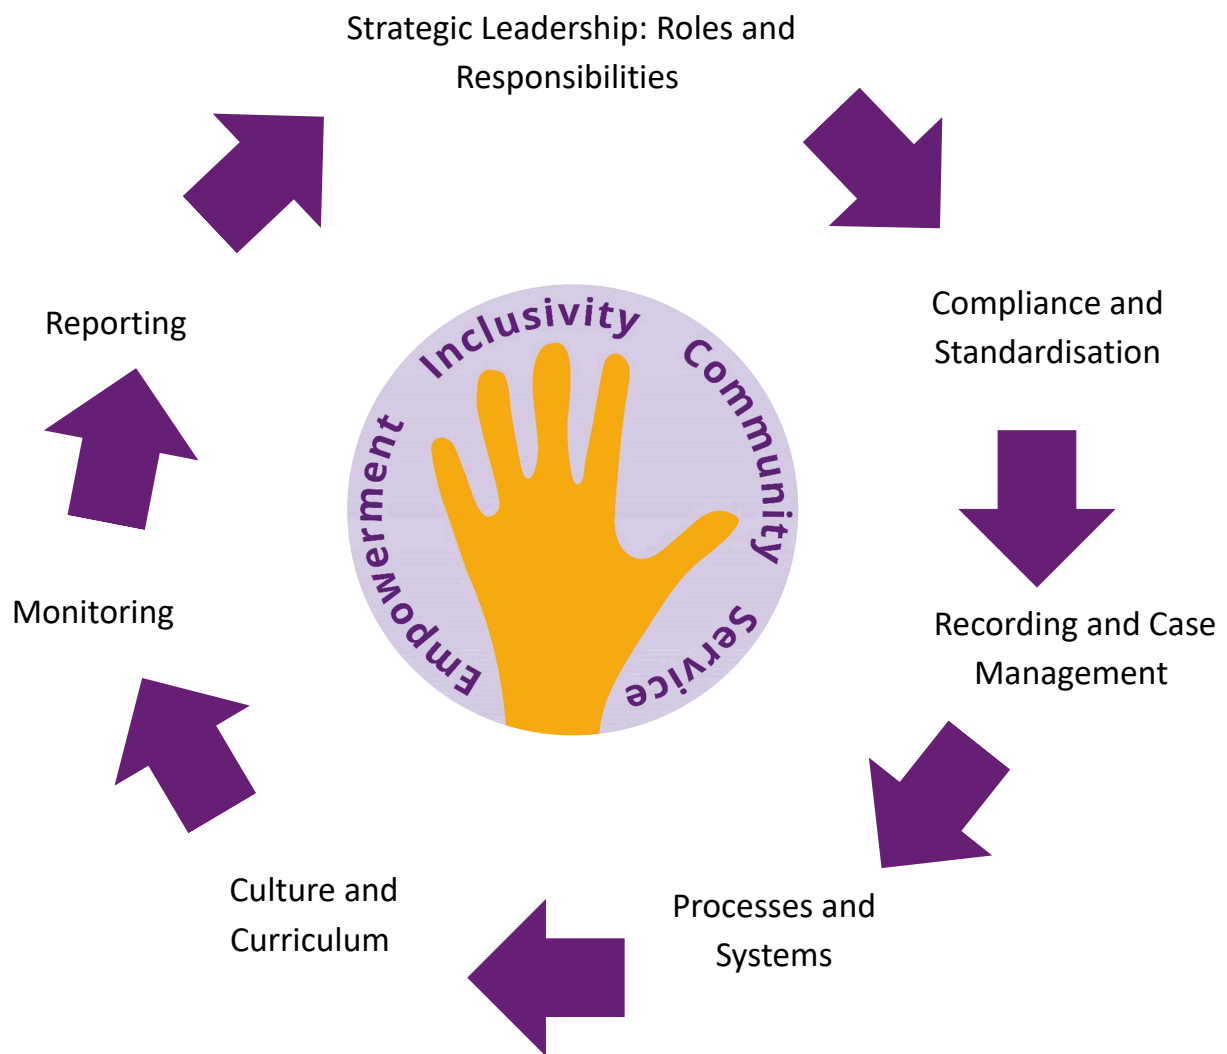 Strategic Leadership: Roles and
Responsibilities
Compliance and
Standardisation
Recording and Case
Management
Processes and
Systems
Culture and
Curriculum
Monitoring
Reporting
Empowerment
Inclusivity
Community
Service